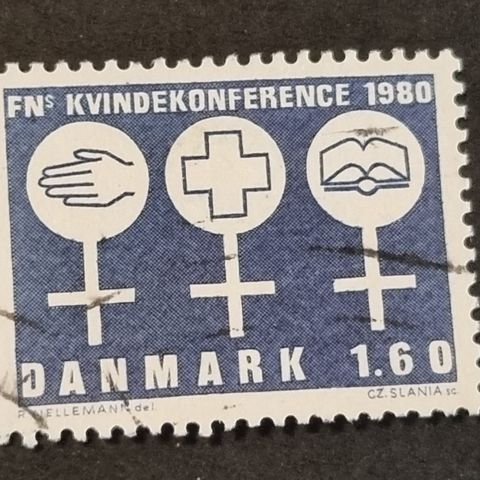 FNs KVINDEKONFERENCE 1980
DANMARK 1.60
R. HELLEMANN del. CZ. SLANIA sc.